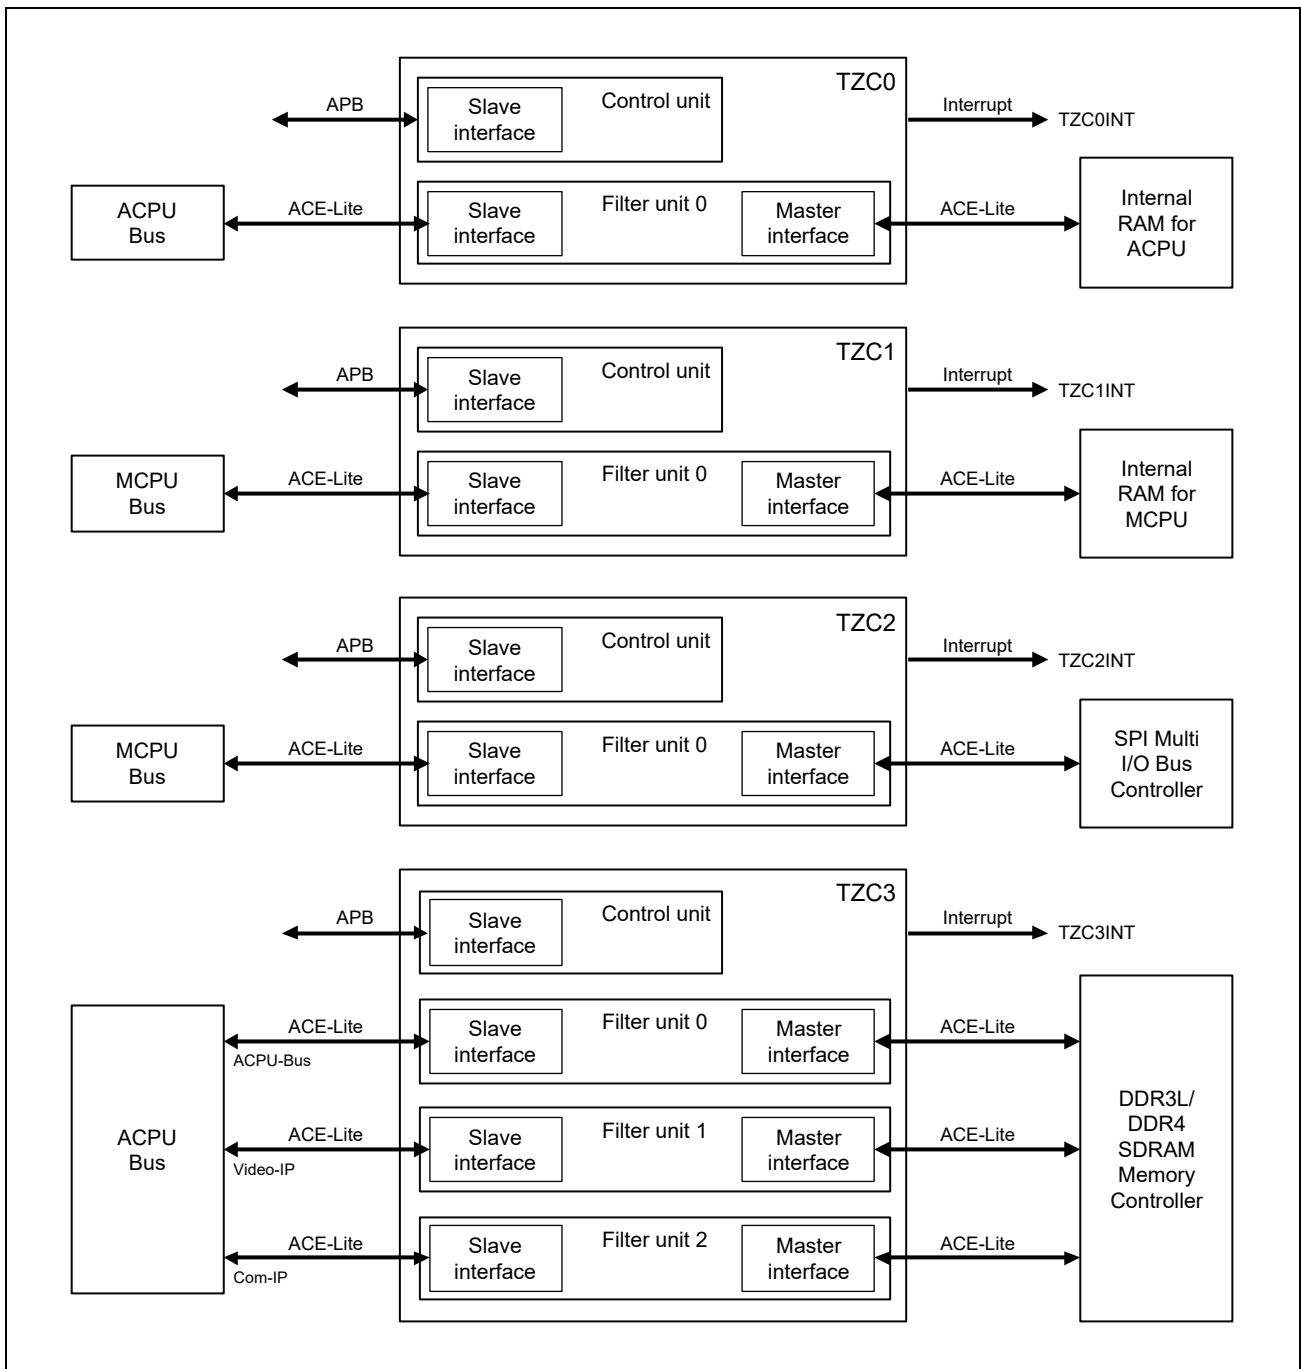 TZC0
APB
Slave
interface
Control unit
Interrupt
TZC0INT
ACPU
Bus
ACE-Lite
Slave
interface
Filter unit 0
Master
interface
ACE-Lite
Internal
RAM for
ACPU
TZC1
APB
Slave
interface
Control unit
Interrupt
TZC1INT
MCPU
Bus
ACE-Lite
Slave
interface
Filter unit 0
Master
interface
ACE-Lite
Internal
RAM for
MCPU
TZC2
APB
Slave
interface
Control unit
Interrupt
TZC2INT
MCPU
Bus
ACE-Lite
Slave
interface
Filter unit 0
Master
interface
ACE-Lite
SPI Multi
I/O Bus
Controller
TZC3
APB
Slave
interface
Control unit
Interrupt
TZC3INT
ACPU
Bus
ACE-Lite
ACPU-Bus
Slave
interface
Filter unit 0
Master
interface
ACE-Lite
ACE-Lite
Video-IP
Slave
interface
Filter unit 1
Master
interface
ACE-Lite
ACE-Lite
Com-IP
Slave
interface
Filter unit 2
Master
interface
ACE-Lite
DDR3L/
DDR4
SDRAM
Memory
Controller